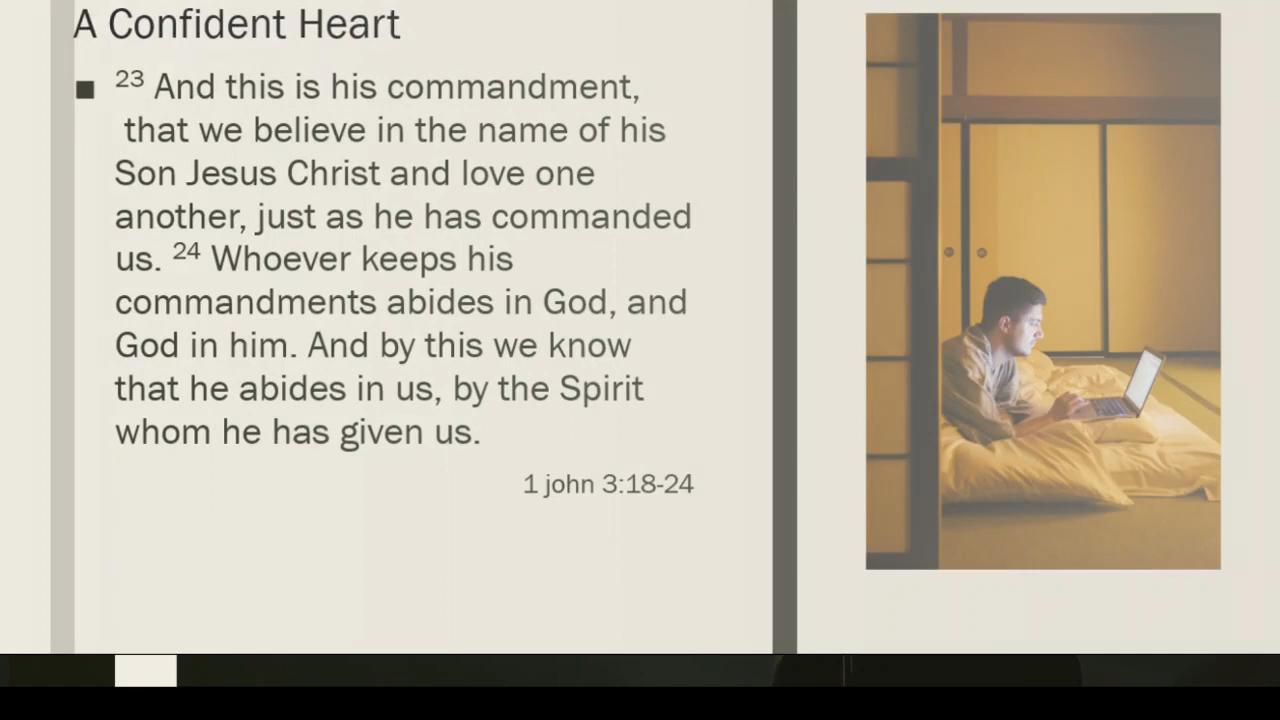 A Confident Heart
■ 23 And this is his commandment,
that we believe in the name of his
Son Jesus Christ and love one
another, just as he has commanded
us. 24 Whoever keeps his
commandments abides in God, and
God in him. And by this we know
that he abides in us, by the Spirit
whom he has given us.
1 john 3:18-24